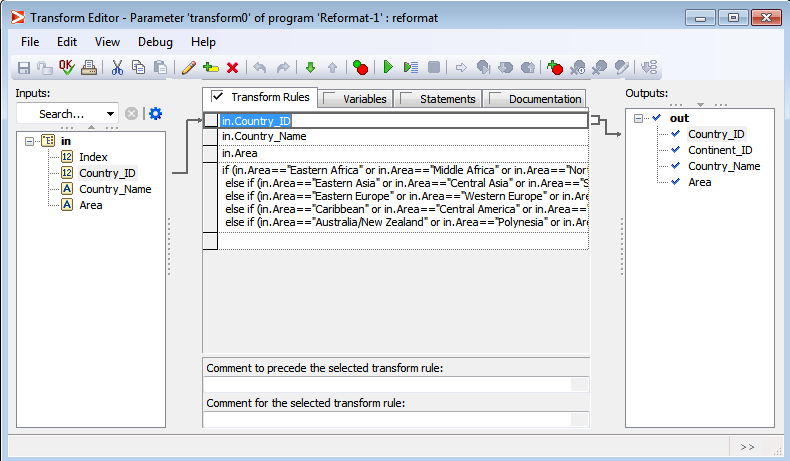 Transform Editor - Parameter 'transform0' of program 'Reformat-1' : reformat
File Edit View Debug Help
OK
Inputs:
Search...
in
12 Index
12 Country_ID
A Country_Name
A Area
Transform Rules Variables Statements Documentation
in.Country_ID
in.Country_Name
in.Area
if (in.Area=="Eastern Africa" or in.Area=="Middle Africa" or in.Area=="Nor
else if (in.Area=="Eastern Asia" or in.Area=="Central Asia" or in.Area=="S
else if (in.Area=="Eastern Europe" or in.Area=="Western Europe" or in.Are
else if (in.Area=="Caribbean" or in.Area=="Central America" or in.Area==
else if (in.Area=="Australia/New Zealand" or in.Area=="Polynesia" or in.Are
Comment to precede the selected transform rule:
Comment for the selected transform rule:
Outputs:
out
Country_ID
Continent_ID
Country_Name
Area
>>